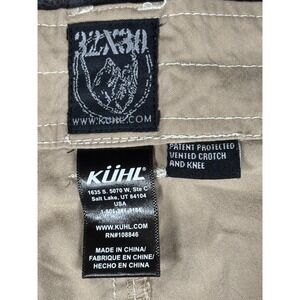 32X30
WWW.KUHL.COM
PATENT PROTECTED
VENTED CROTCH
AND KNEE
KÜHL
1635 S. 5070 W, Ste C
Salt Lake, UT 84104
USA
WWW.KUHL.COM
RN#108846
MADE IN CHINA/
FABRIQUE EN CHINE/
HECHO EN CHINA